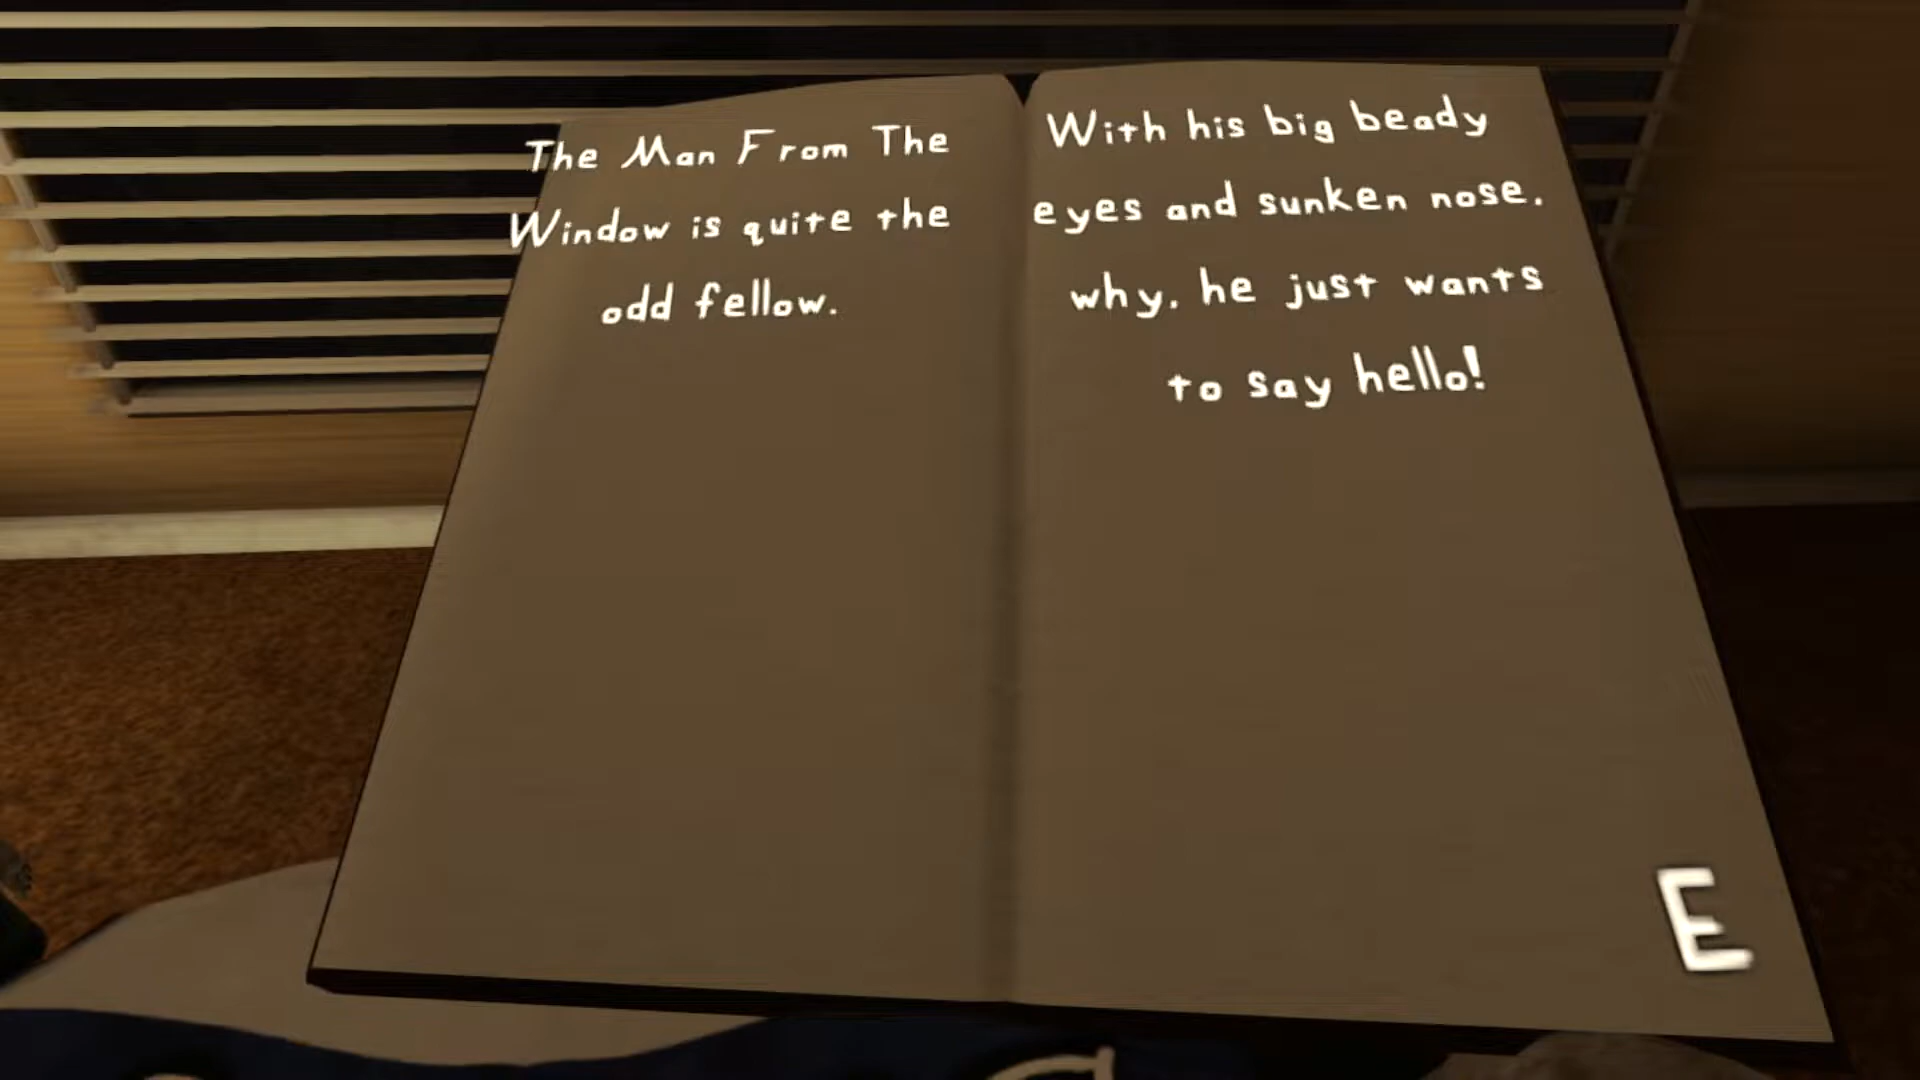 The Man From The
Window is quite the
odd fellow.
With his big beady
eyes and sunken nose.
why, he just wants
to say hello!
E